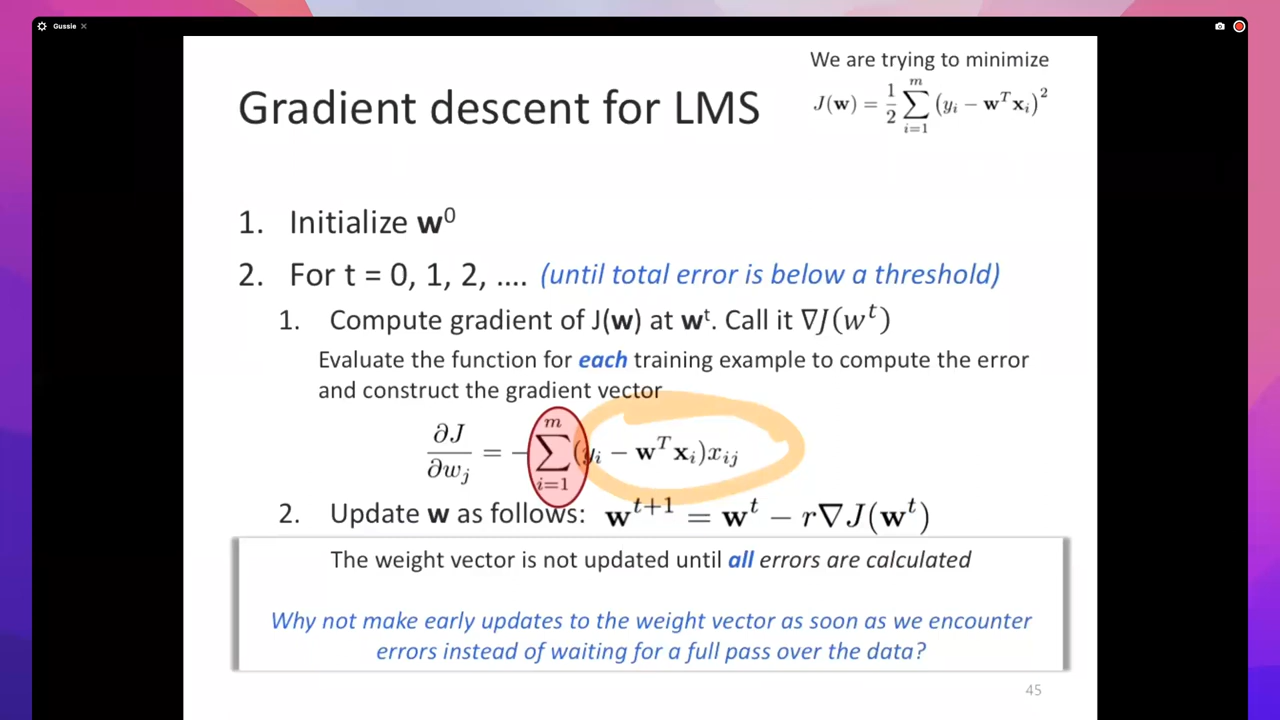 Gussie
We are trying to minimize
J(w) = 1/2 ∑_{i=1}^{m} (y_i − w^T x_i)^2
Gradient descent for LMS
1. Initialize w^0
2. For t = 0, 1, 2, .... (until total error is below a threshold)
1. Compute gradient of J(w) at w^t. Call it ∇J(w^t)
Evaluate the function for each training example to compute the error
and construct the gradient vector
∂J/∂w_j = −∑_{i=1}^{m} (y_i − w^T x_i)x_{ij}
2. Update w as follows: w^{t+1} = w^t − r∇J(w^t)
The weight vector is not updated until all errors are calculated
Why not make early updates to the weight vector as soon as we encounter
errors instead of waiting for a full pass over the data?
45